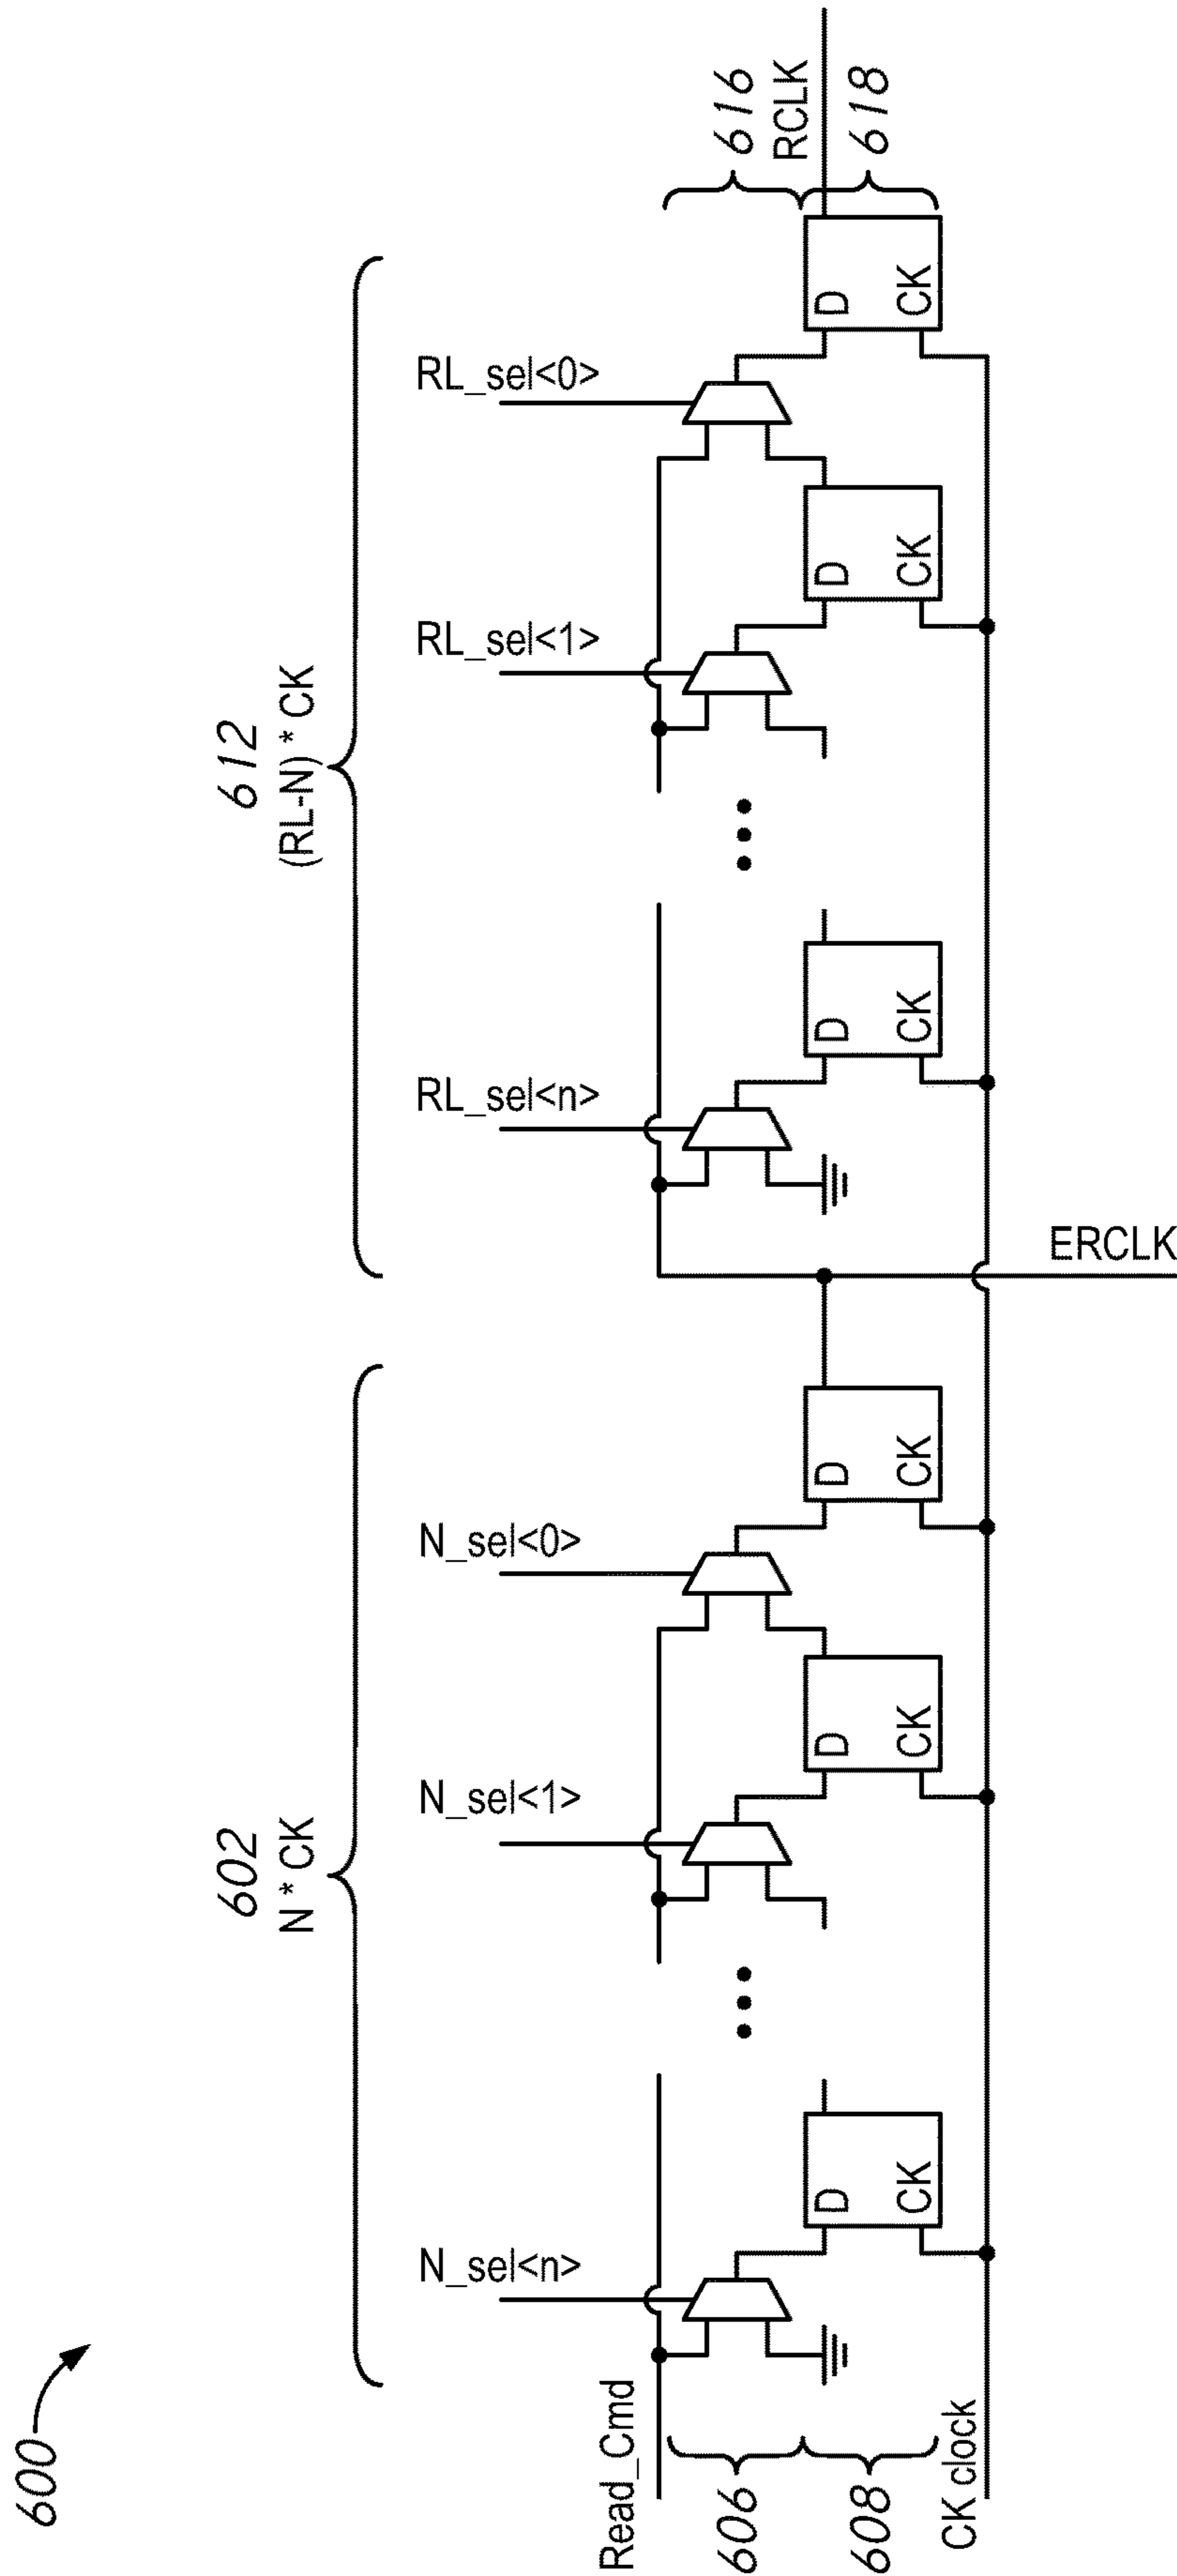 600
602
N * CK
612
(RL-N) * CK
N_sel<n>
N_sel<1>
N_sel<0>
RL_sel<n>
RL_sel<1>
RL_sel<0>
Read_Cmd
606
608
CK clock
D
CK
D
CK
D
CK
ERCLK
D
CK
D
CK
D
CK
616
RCLK
618